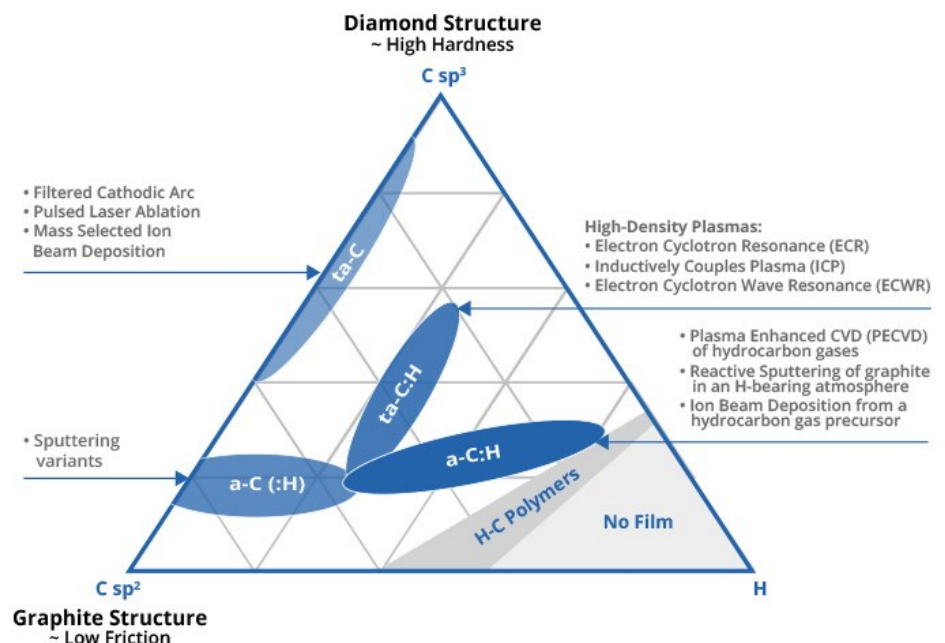 Diamond Structure
~ High Hardness
C sp³
• Filtered Cathodic Arc
• Pulsed Laser Ablation
• Mass Selected Ion
Beam Deposition
ta-C
High-Density Plasmas:
• Electron Cyclotron Resonance (ECR)
• Inductively Couples Plasma (ICP)
• Electron Cyclotron Wave Resonance (ECWR)
• Plasma Enhanced CVD (PECVD)
of hydrocarbon gases
• Reactive Sputtering of graphite
in an H-bearing atmosphere
• Ion Beam Deposition from a
hydrocarbon gas precursor
ta-C:H
• Sputtering
variants
a-C (:H)
a-C:H
H-C Polymers
No Film
C sp²
H
Graphite Structure
~ Low Friction